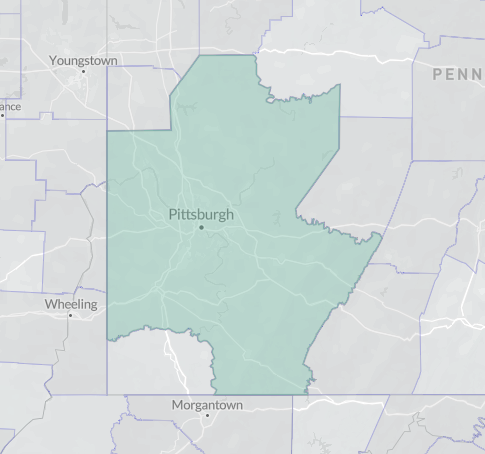 Youngstown
PENN
ance
Pittsburgh
Wheeling
Morgantown